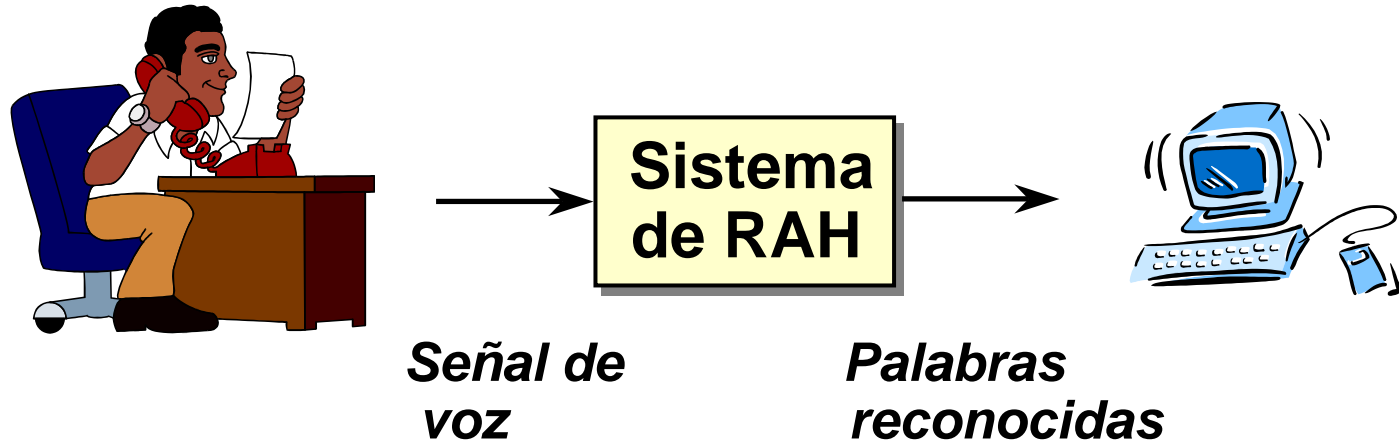 Sistema
de RAH
Señal de
voz
Palabras
reconocidas